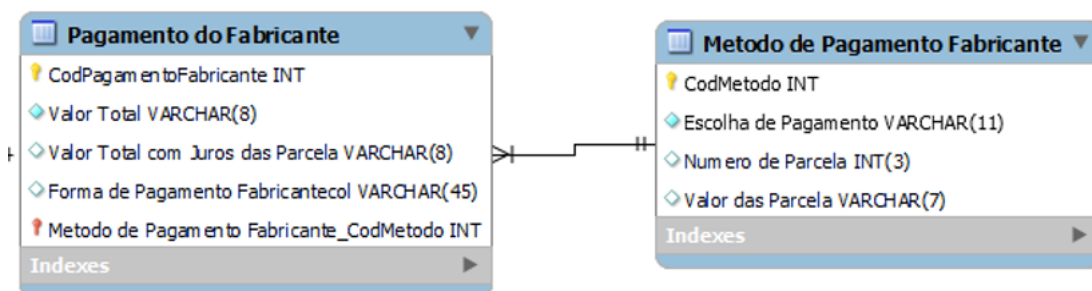 Pagamento do Fabricante
CodPagamentoFabricante INT
Valor Total VARCHAR(8)
Valor Total com Juros das Parcela VARCHAR(8)
Forma de Pagamento Fabricantecol VARCHAR(45)
Metodo de Pagamento Fabricante_CodMetodo INT
Indexes
Metodo de Pagamento Fabricante
CodMetodo INT
Escolha de Pagamento VARCHAR(11)
Numero de Parcela INT(3)
Valor das Parcela VARCHAR(7)
Indexes